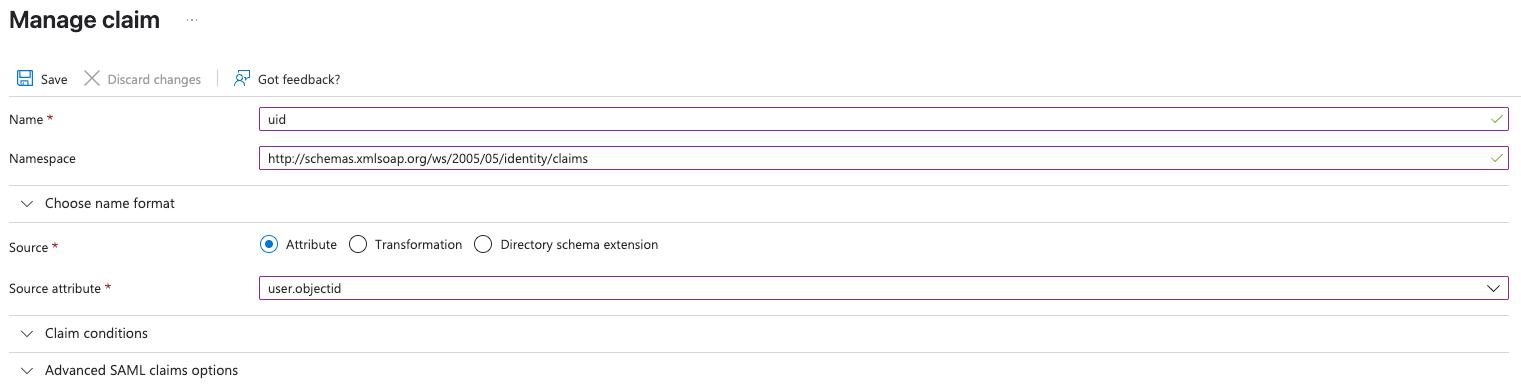 Manage claim ...
Save Discard changes Got feedback?
Name *
uid
Namespace
http://schemas.xmlsoap.org/ws/2005/05/identity/claims
Choose name format
Source *
Attribute Transformation Directory schema extension
Source attribute *
user.objectid
Claim conditions
Advanced SAML claims options